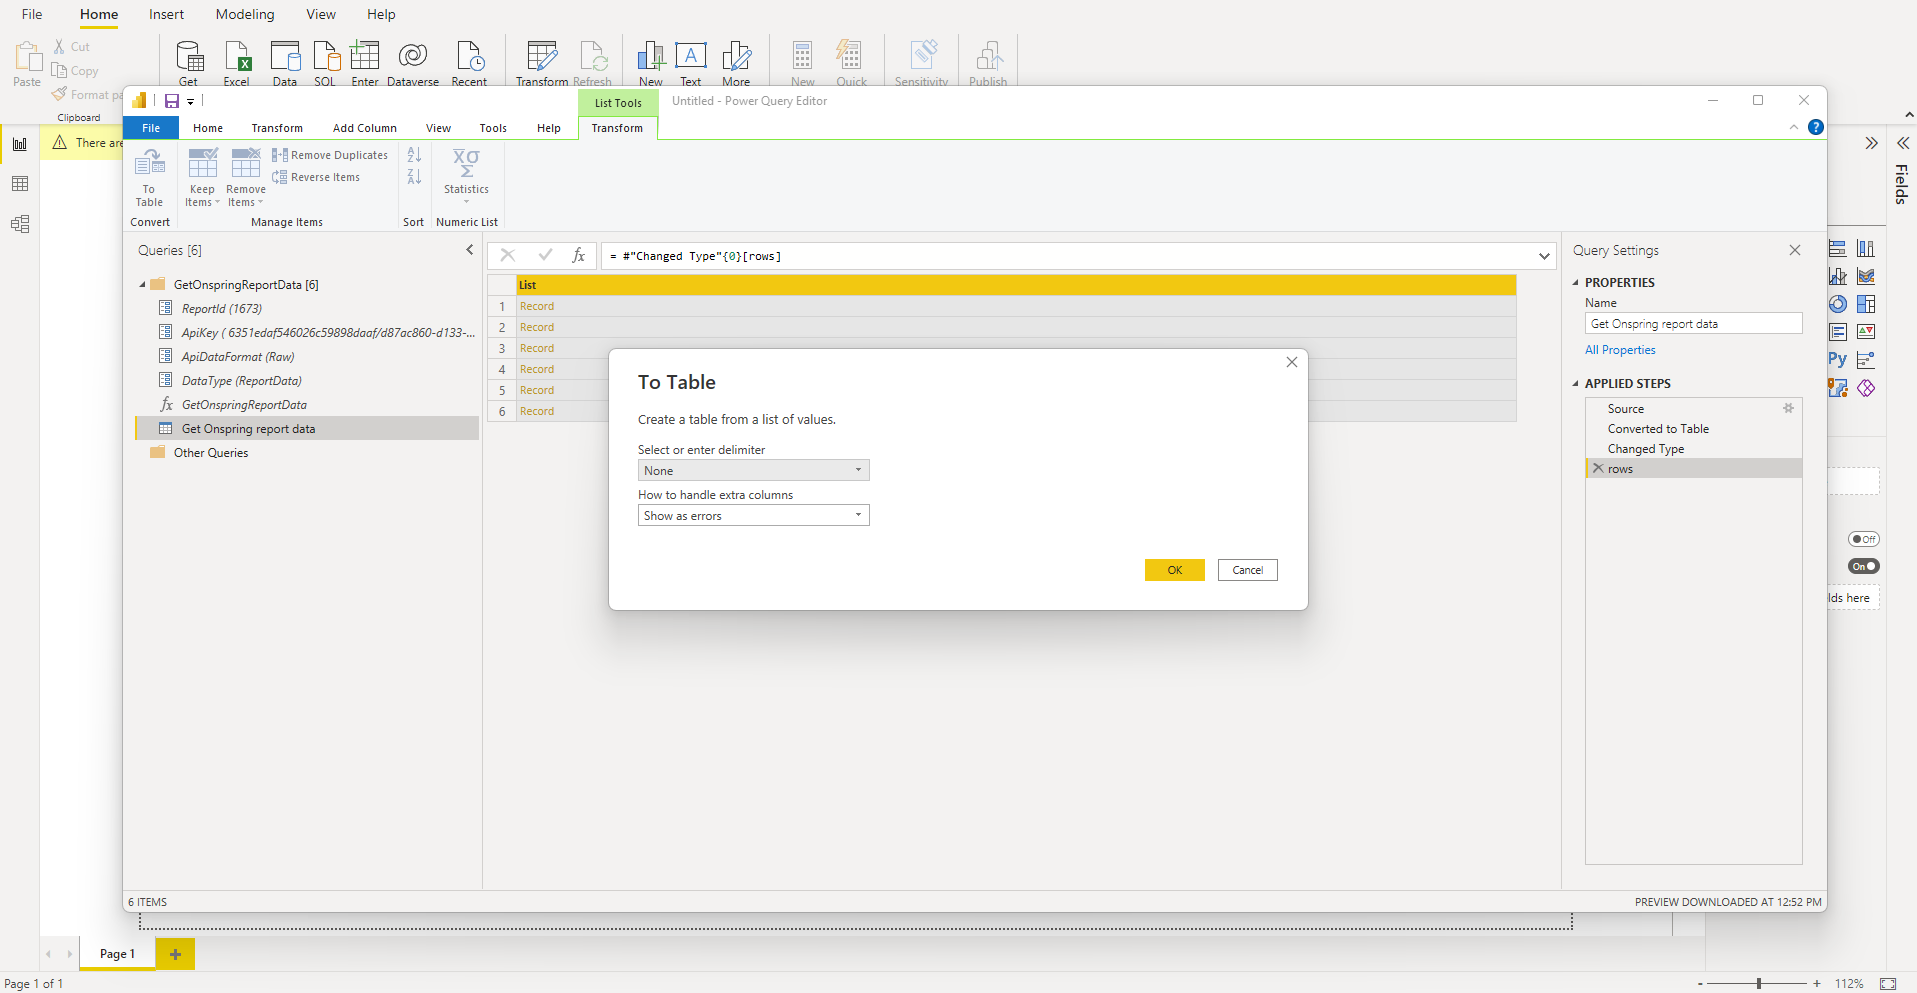 File Home Insert Modeling View Help
Paste
Cut
Copy
Format pa
Clipboard
Get Excel Data SQL Enter Dataverse Recent Transform Refresh New Text More New Quick Sensitivity Publish
There are
List Tools Untitled - Power Query Editor
File Home Transform Add Column View Tools Help Transform
To Table
Keep Items
Remove Items
Remove Duplicates
Reverse Items
Statistics
Convert Manage Items Sort Numeric List
Queries [6]
GetOnspringReportData [6]
ReportId (1673)
ApiKey ( 6351edaf546026c59898daaf/d87ac860-d133-...
ApiDataFormat (Raw)
DataType (ReportData)
fx GetOnspringReportData
Get Onspring report data
Other Queries
fx = #"Changed Type"{0}[rows]
List
1 Record
2 Record
3 Record
4 Record
5 Record
6 Record
To Table
Create a table from a list of values.
Select or enter delimiter
None
How to handle extra columns
Show as errors
OK Cancel
Query Settings
PROPERTIES
Name
Get Onspring report data
All Properties
APPLIED STEPS
Source
Converted to Table
Changed Type
rows
Fields
Py
Off
On
lds here
6 ITEMS
PREVIEW DOWNLOADED AT 12:52 PM
Page 1 +
Page 1 of 1
- + 112%